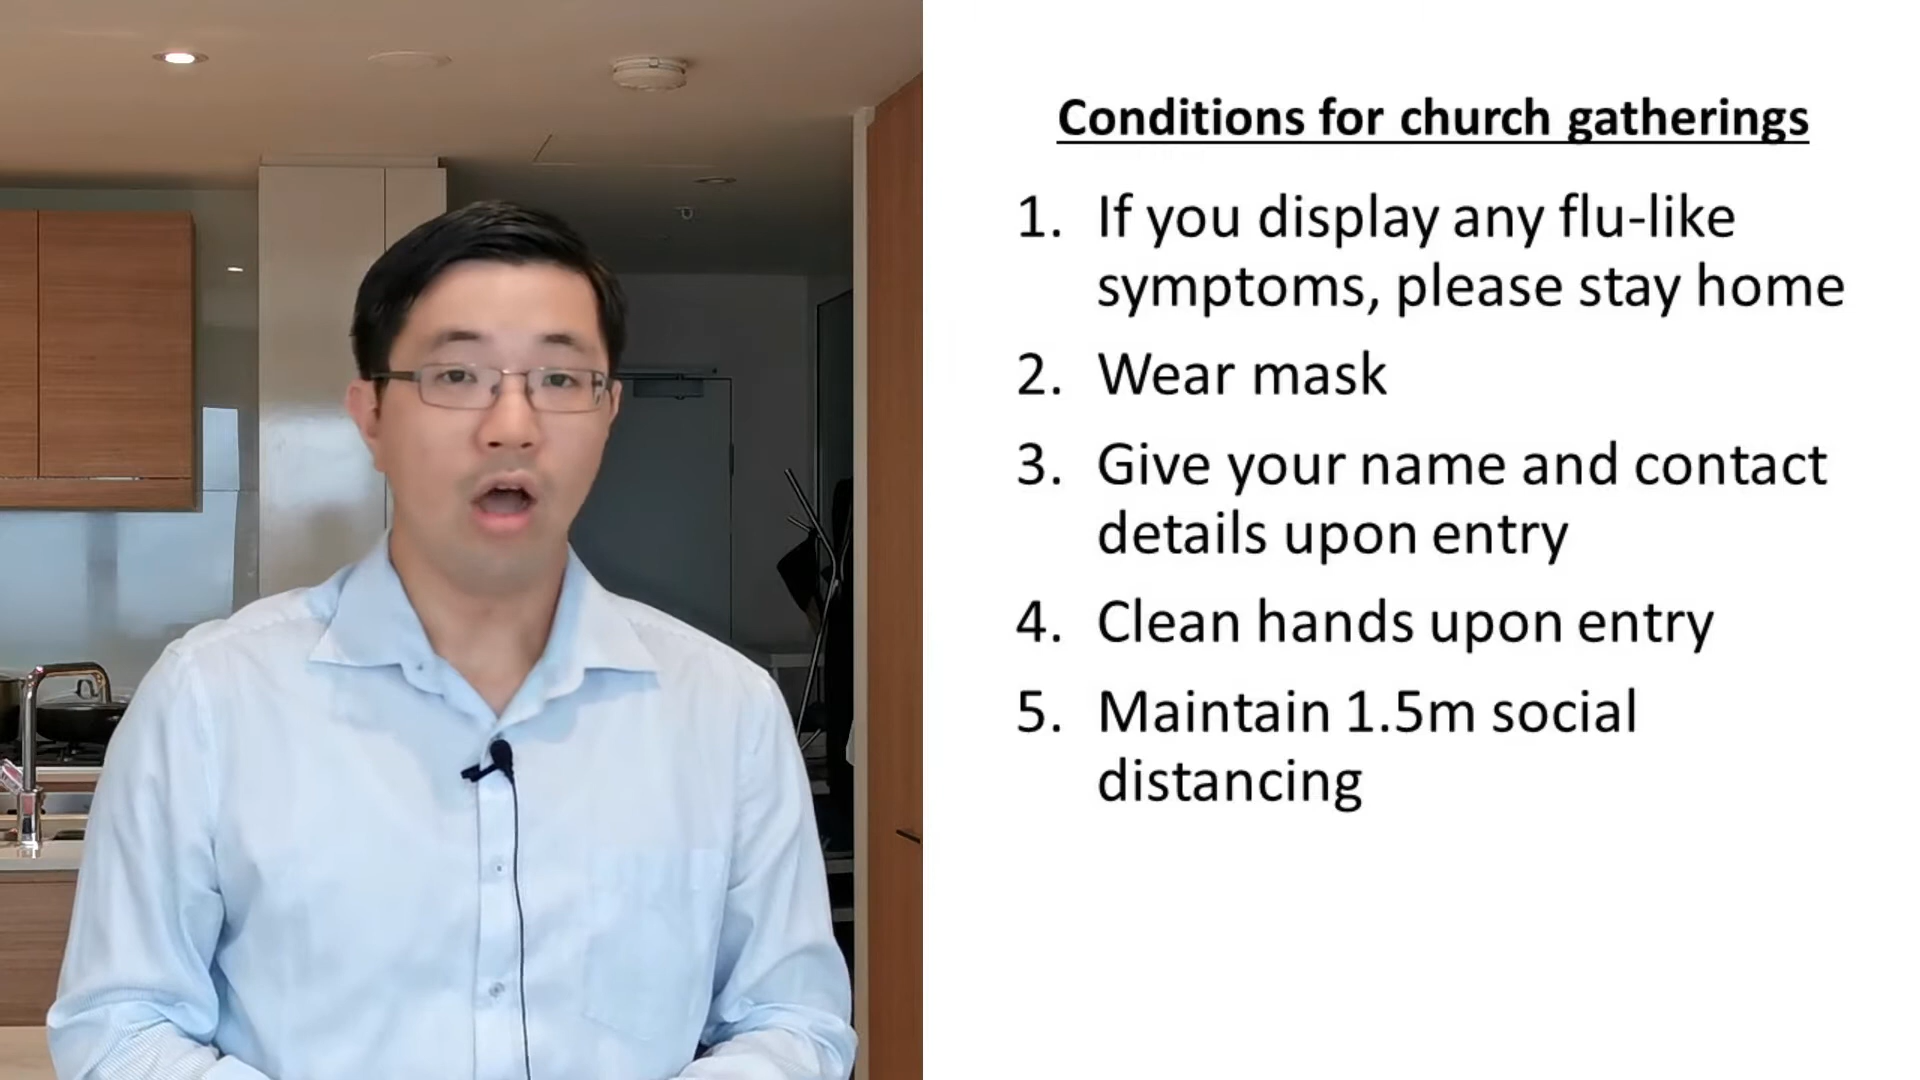 Conditions for church gatherings
1. If you display any flu-like
symptoms, please stay home
2. Wear mask
3. Give your name and contact
details upon entry
4. Clean hands upon entry
5. Maintain 1.5m social
distancing